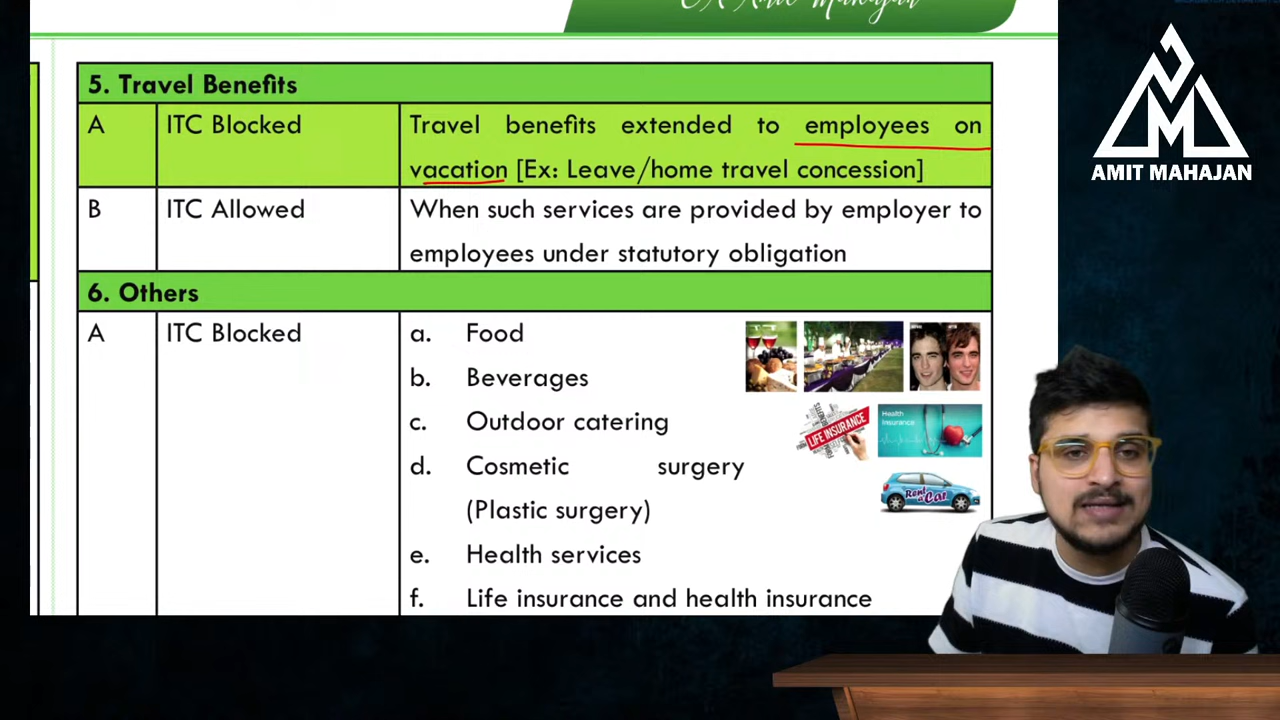 CA Amit Mahajan
5. Travel Benefits
A ITC Blocked Travel benefits extended to employees on
vacation [Ex: Leave/home travel concession]
B ITC Allowed When such services are provided by employer to
employees under statutory obligation
6. Others
A ITC Blocked a. Food
b. Beverages
c. Outdoor catering
d. Cosmetic surgery
(Plastic surgery)
e. Health services
f. Life insurance and health insurance
LIFE INSURANCE
Health
Insurance
Rent a Car
AMIT MAHAJAN